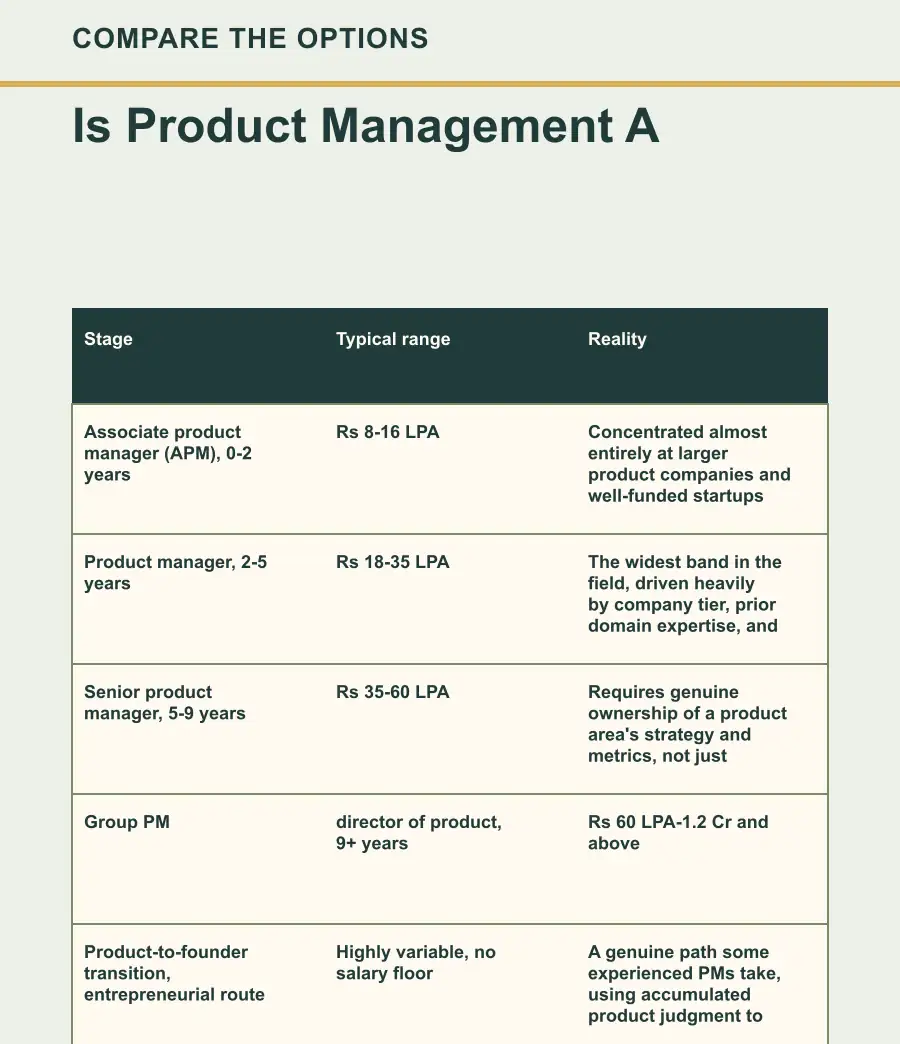 COMPARE THE OPTIONS
Is Product Management A
Stage
Typical range
Reality
Associate product
manager (APM), 0-2
years
Rs 8-16 LPA
Concentrated almost
entirely at larger
product companies and
well-funded startups
Product manager, 2-5
years
Rs 18-35 LPA
The widest band in the
field, driven heavily
by company tier, prior
domain expertise, and
Senior product
manager, 5-9 years
Rs 35-60 LPA
Requires genuine
ownership of a product
area's strategy and
metrics, not just
Group PM
director of product,
9+ years
Rs 60 LPA-1.2 Cr and
above
Product-to-founder
transition,
entrepreneurial route
Highly variable, no
salary floor
A genuine path some
experienced PMs take,
using accumulated
product judgment to